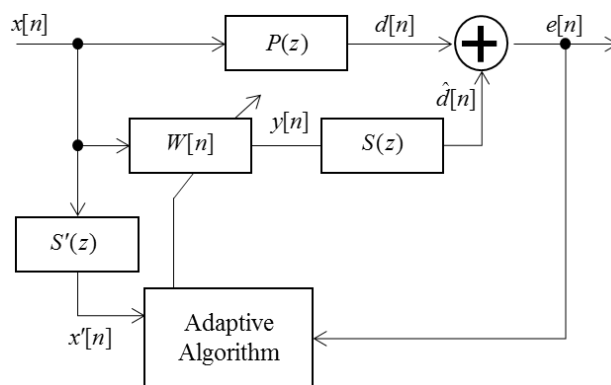 x[n]
P(z)
d[n]
+
e[n]
d̂[n]
W[n]
y[n]
S(z)
S′(z)
x′[n]
Adaptive
Algorithm